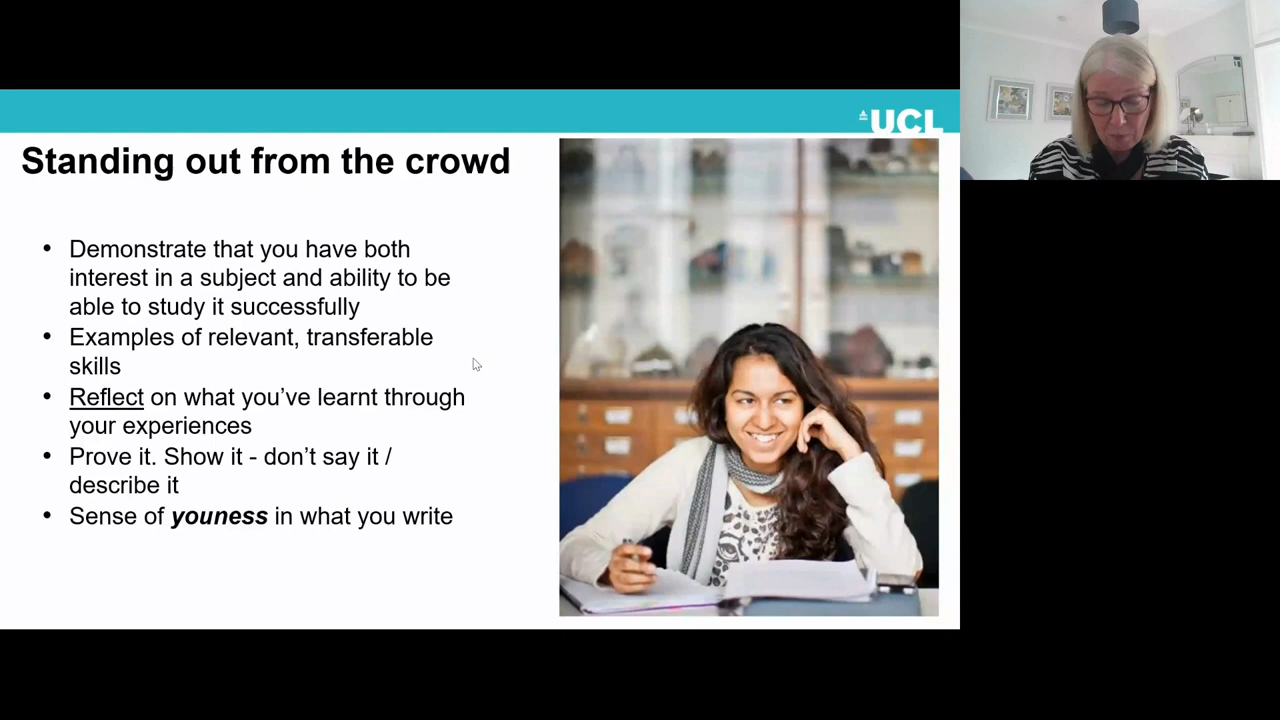 UCL
Standing out from the crowd
• Demonstrate that you have both
interest in a subject and ability to be
able to study it successfully
• Examples of relevant, transferable
skills
• Reflect on what you’ve learnt through
your experiences
• Prove it. Show it - don’t say it /
describe it
• Sense of youness in what you write